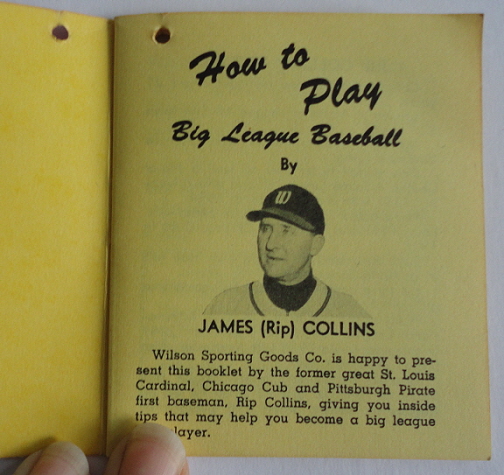 How to
Play
Big League Baseball
By
W
JAMES (Rip) COLLINS
Wilson Sporting Goods Co. is happy to pre-
sent this booklet by the former great St. Louis
Cardinal, Chicago Cub and Pittsburgh Pirate
first baseman, Rip Collins, giving you inside
tips that may help you become a big league